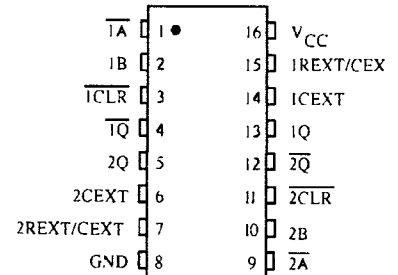 1A 1 16 VCC
1B 2 15 1REXT/CEX
1CLR 3 14 1CEXT
1Q 4 13 1Q
2Q 5 12 2Q
2CEXT 6 11 2CLR
2REXT/CEXT 7 10 2B
GND 8 9 2A